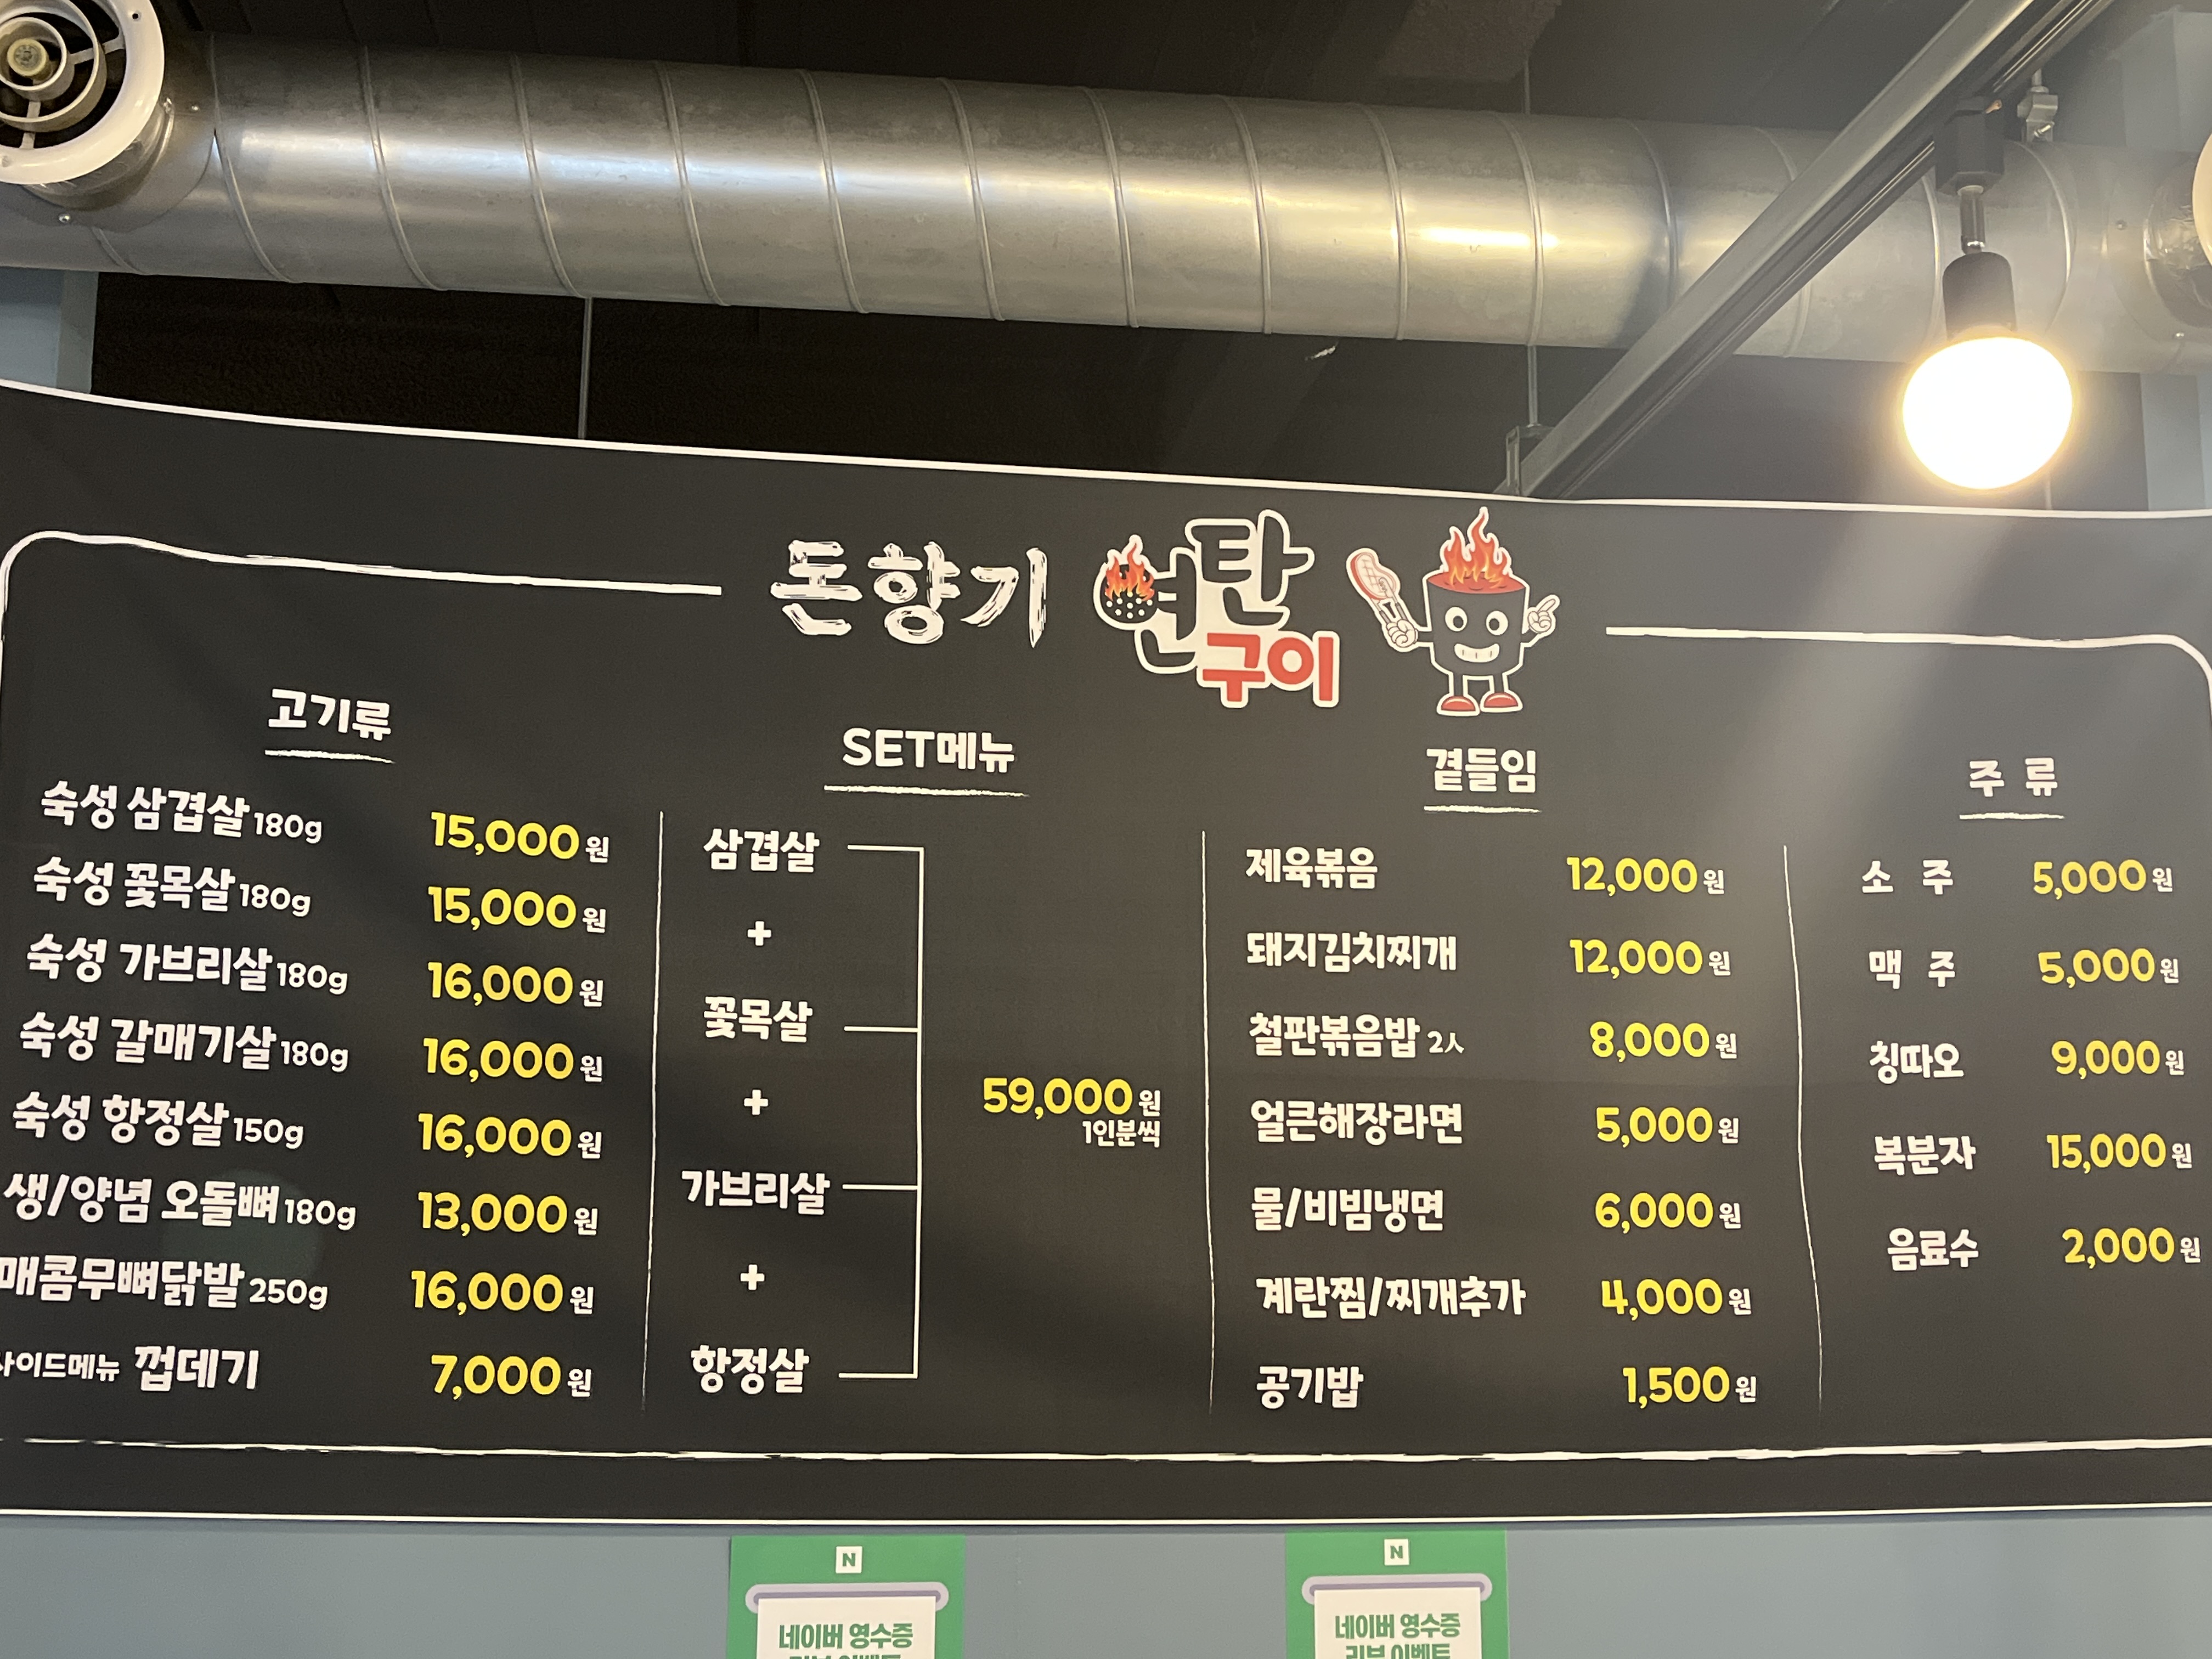 돈향기 연탄
구이
고기류
숙성 삼겹살 180g 15,000원
숙성 꽃목살 180g 15,000원
숙성 가브리살 180g 16,000원
숙성 갈매기살 180g 16,000원
숙성 항정살 150g 16,000원
생/양념 오돌뼈 180g 13,000원
매콤무뼈닭발 250g 16,000원
사이드메뉴 껍데기 7,000원
SET메뉴
삼겹살
+
꽃목살
+
가브리살
+
항정살
59,000원
1인분씩
곁들임
제육볶음 12,000원
돼지김치찌개 12,000원
철판볶음밥 2人 8,000원
얼큰해장라면 5,000원
물/비빔냉면 6,000원
계란찜/찌개추가 4,000원
공기밥 1,500원
주 류
소 주 5,000원
맥 주 5,000원
칭따오 9,000원
복분자 15,000원
음료수 2,000원
N
네이버 영수증
리뷰 이벤트
N
네이버 영수증
리뷰 이벤트